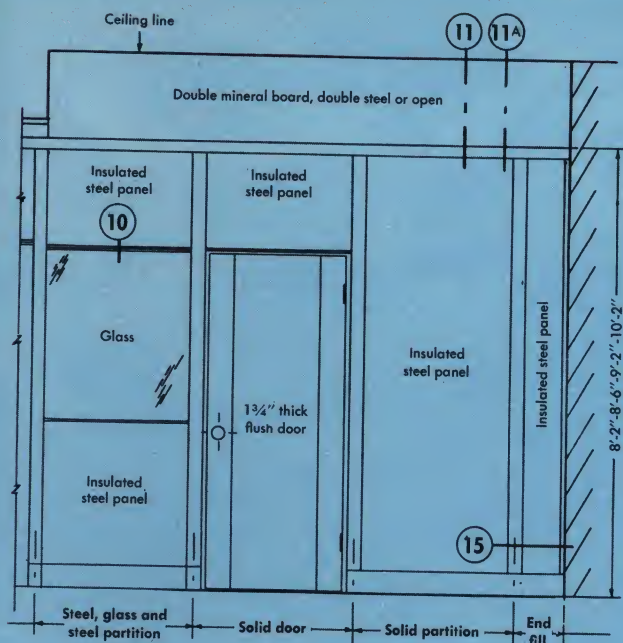 Ceiling line
11
11A
Double mineral board, double steel or open
Insulated
steel panel
Insulated
steel panel
10
Glass
Insulated
steel panel
Insulated steel panel
1¾" thick
flush door
Insulated
steel panel
8'-2"-8'-6"-9'-2"-10'-2"
15
Steel, glass and
steel partition
Solid door
Solid partition
End
fill